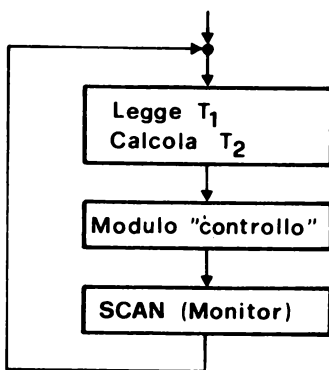 Legge T₁
Calcola T₂
Modulo "controllo"
SCAN (Monitor)